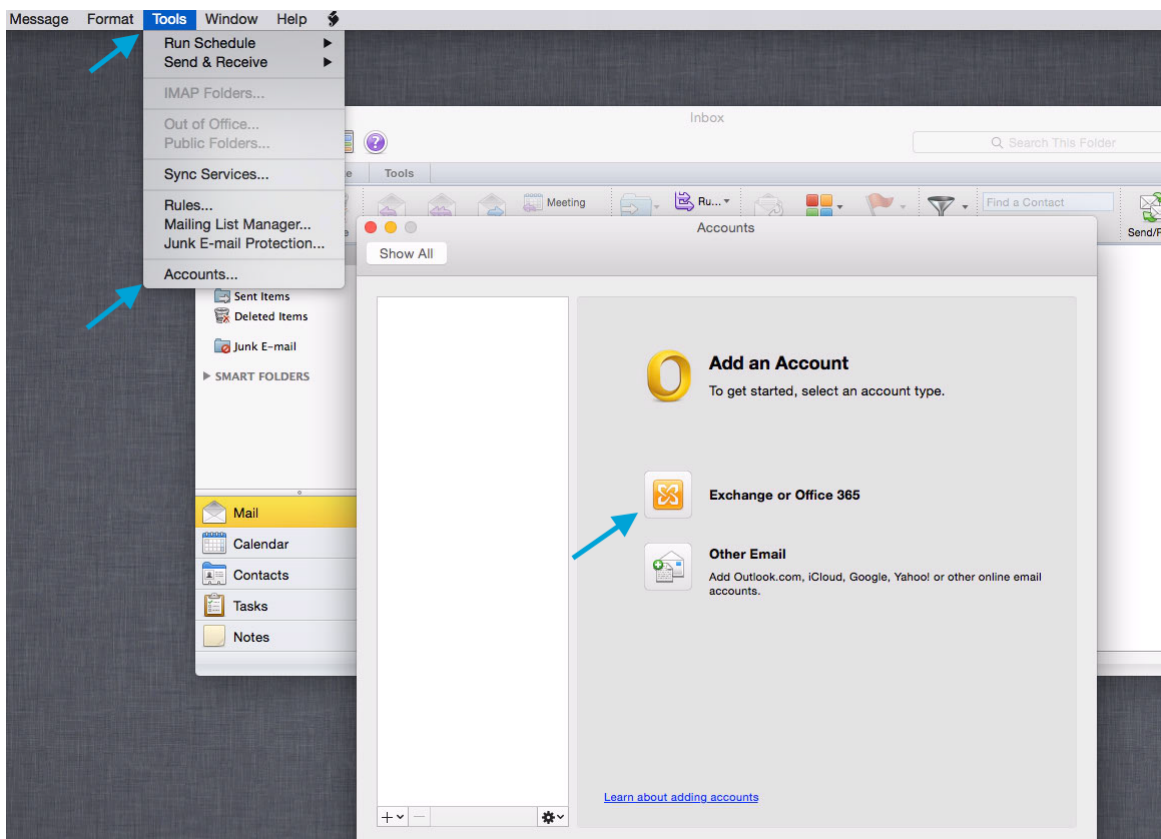 Message Format Tools Window Help
Run Schedule
Send & Receive
IMAP Folders...
Out of Office...
Public Folders...
Sync Services...
Rules...
Mailing List Manager...
Junk E-mail Protection...
Accounts...
Inbox
Search This Folder
Tools
Meeting
Ru...
Find a Contact
Accounts
Show All
Sent Items
Deleted Items
Junk E-mail
SMART FOLDERS
Mail
Calendar
Contacts
Tasks
Notes
Add an Account
To get started, select an account type.
Exchange or Office 365
Other Email
Add Outlook.com, iCloud, Google, Yahoo! or other online email
accounts.
Learn about adding accounts